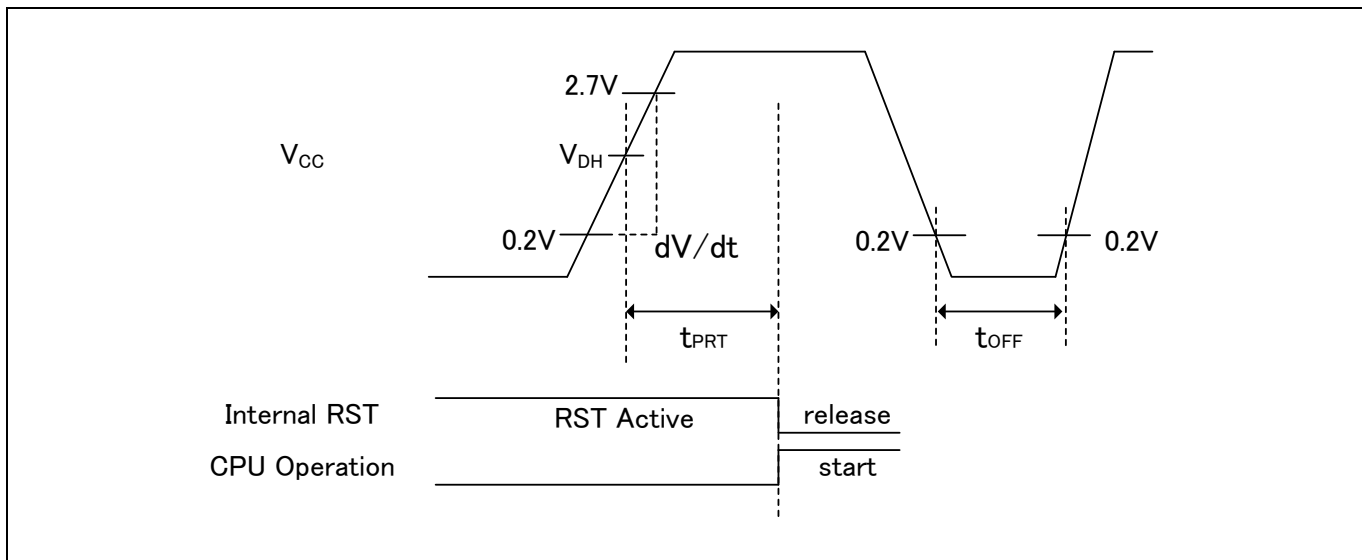 2.7V
VCC
VDH
0.2V
dV/dt
0.2V
0.2V
tPRT
tOFF
Internal RST
RST Active
release
CPU Operation
start